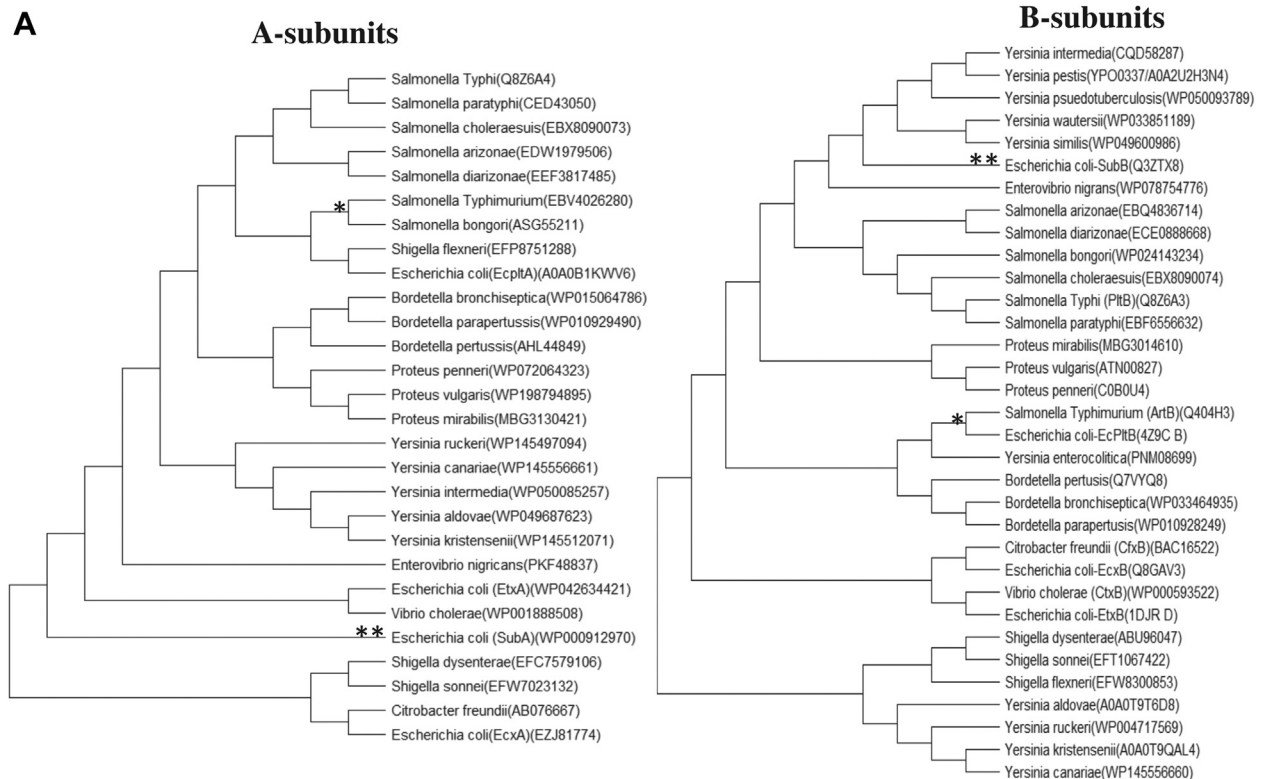 A
A-subunits
Salmonella Typhi(Q8Z6A4)
Salmonella paratyphi(CED43050)
Salmonella choleraesuis(EBX8090073)
Salmonella arizonae(EDW1979506)
Salmonella diarizonae(EEF3817485)
*
Salmonella Typhimurium(EBV4026280)
Salmonella bongori(ASG55211)
Shigella flexneri(EFP8751288)
Escherichia coli(EcpltA)(A0A0B1KWV6)
Bordetella bronchiseptica(WP015064786)
Bordetella parapertussis(WP010929490)
Bordetella pertussis(AHL44849)
Proteus penneri(WP072064323)
Proteus vulgaris(WP198794895)
Proteus mirabilis(MBG3130421)
Yersinia ruckeri(WP145497094)
Yersinia canariae(WP145556661)
Yersinia intermedia(WP050085257)
Yersinia aldovae(WP049687623)
Yersinia kristensenii(WP145512071)
Enterovibrio nigricans(PKF48837)
Escherichia coli (EtxA)(WP042634421)
Vibrio cholerae(WP001888508)
** Escherichia coli (SubA)(WP000912970)
Shigella dysenterae(EFC7579106)
Shigella sonnei(EFW7023132)
Citrobacter freundii(AB076667)
Escherichia coli(EcxA)(EZJ81774)
B-subunits
Yersinia intermedia(CQD58287)
Yersinia pestis(YPO0337/A0A2U2H3N4)
Yersinia psuedotuberculosis(WP050093789)
Yersinia wautersii(WP033851189)
Yersinia similis(WP049600986)
** Escherichia coli-SubB(Q3ZTX8)
Enterovibrio nigrans(WP078754776)
Salmonella arizonae(EBQ4836714)
Salmonella diarizonae(ECE0888668)
Salmonella bongori(WP024143234)
Salmonella choleraesuis(EBX8090074)
Salmonella Typhi (PltB)(Q8Z6A3)
Salmonella paratyphi(EBF6556632)
Proteus mirabilis(MBG3014610)
Proteus vulgaris(ATN00827)
Proteus penneri(C0B0U4)
*
Salmonella Typhimurium (ArtB)(Q404H3)
Escherichia coli-EcPltB(4Z9C B)
Yersinia enterocolitica(PNM08699)
Bordetella pertusis(Q7VYQ8)
Bordetella bronchiseptica(WP033464935)
Bordetella parapertusis(WP010928249)
Citrobacter freundii (CfxB)(BAC16522)
Escherichia coli-EcxB(Q8GAV3)
Vibrio cholerae (CtxB)(WP000593522)
Escherichia coli-EtxB(1DJR D)
Shigella dysenterae(ABU96047)
Shigella sonnei(EFT1067422)
Shigella flexneri(EFW8300853)
Yersinia aldovae(A0A0T9T6D8)
Yersinia ruckeri(WP004717569)
Yersinia kristensenii(A0A0T9QAL4)
Yersinia canariae(WP145556660)